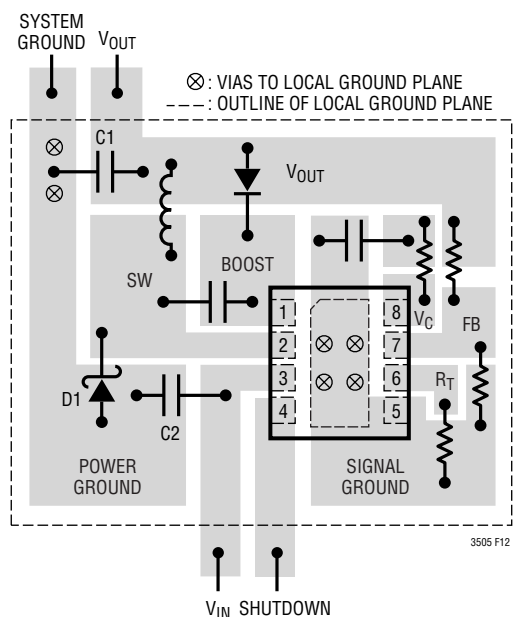 SYSTEM
GROUND
VOUT
⊗ : VIAS TO LOCAL GROUND PLANE
--- : OUTLINE OF LOCAL GROUND PLANE
C1
VOUT
SW
BOOST
1
8
VC
FB
2
7
3
6
RT
D1
4
5
C2
POWER
GROUND
SIGNAL
GROUND
3505 F12
VIN
SHUTDOWN